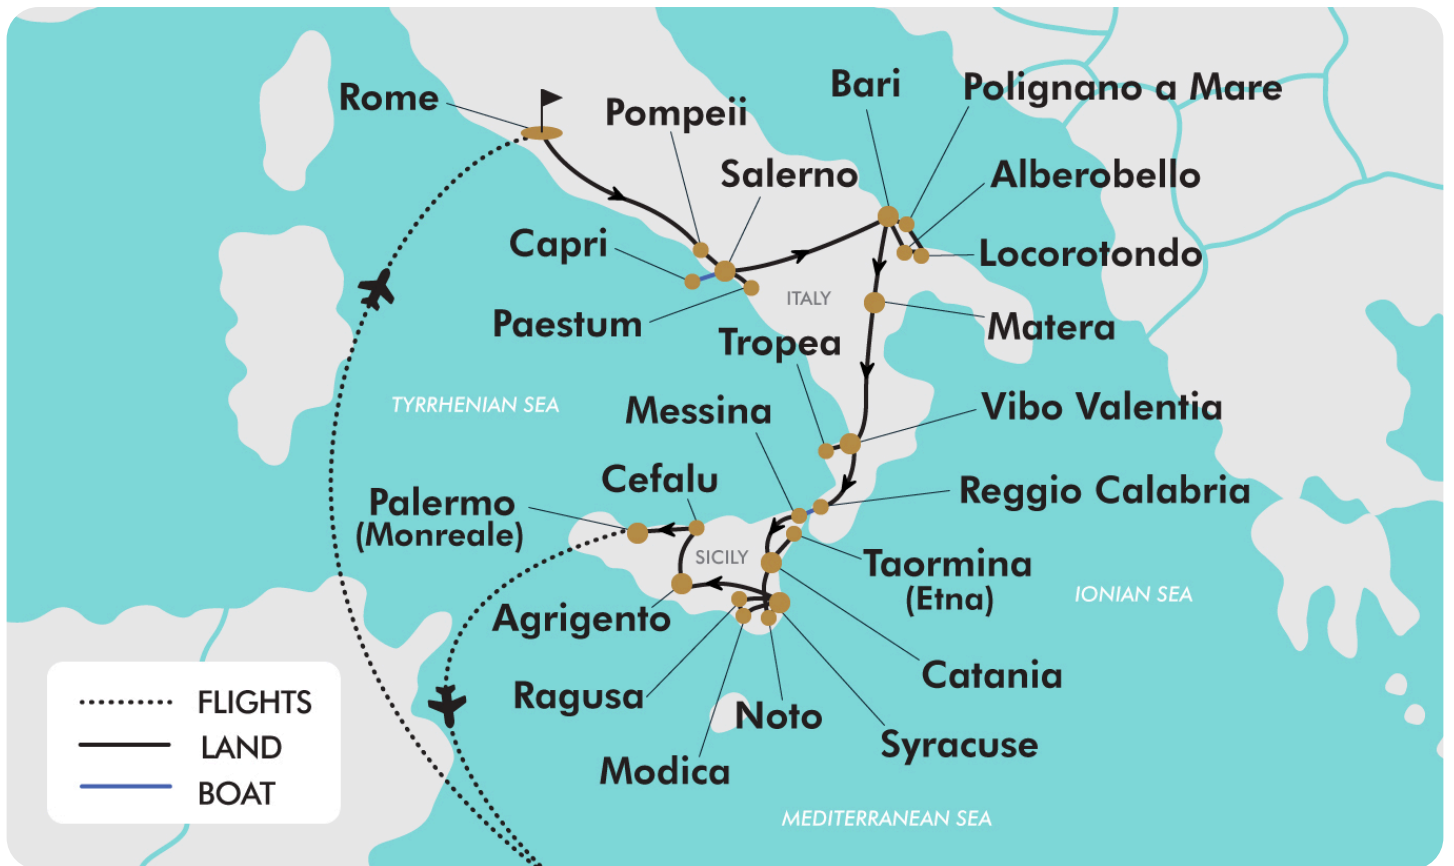 Bari
Polignano a Mare
Rome
Pompeii
Salerno
Alberobello
Capri
Locorotondo
ITALY
Paestum
Matera
Tropea
TYRRHENIAN SEA
Messina
Vibo Valentia
Cefalu
Reggio Calabria
Palermo
(Monreale)
SICILY
Taormina
(Etna)
IONIAN SEA
Agrigento
Catania
Ragusa
Noto
Syracuse
Modica
FLIGHTS
LAND
BOAT
MEDITERRANEAN SEA